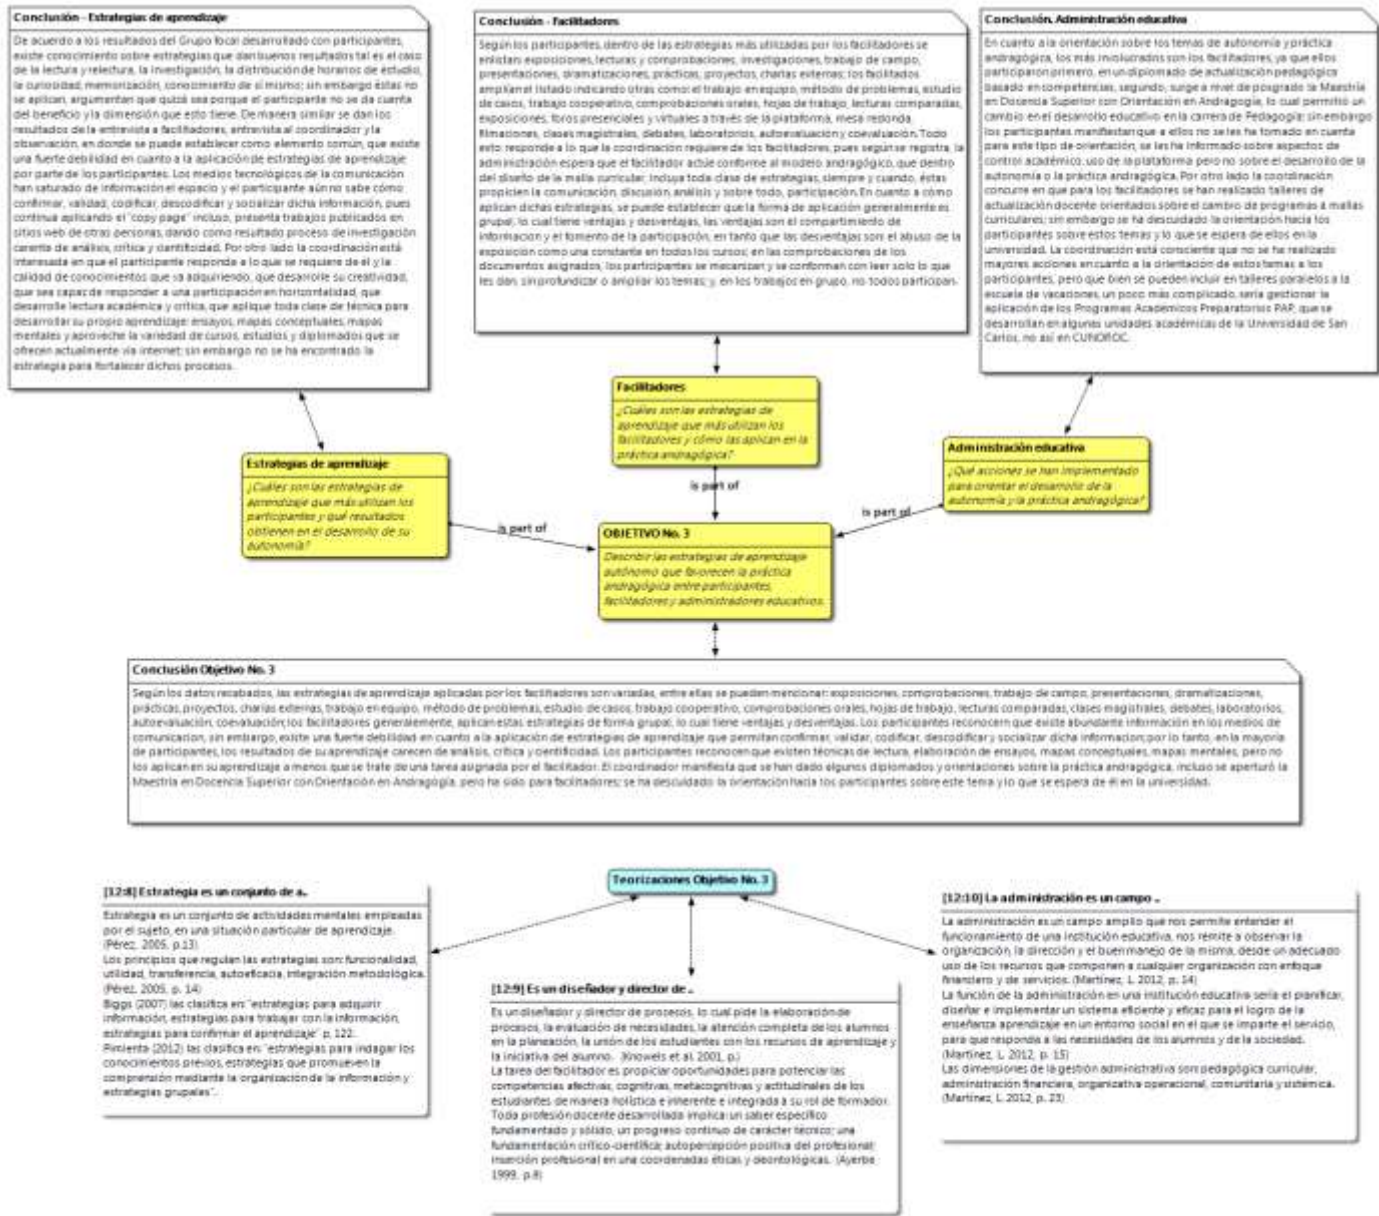 Conclusión - Estrategias de aprendizaje
De acuerdo a los resultados del Grupo focal desarrollado con participantes,
existe conocimiento sobre estrategias que dan buenos resultados tal es el caso
de la lectura y relectura, la investigación, la distribución de horarios de estudio,
la curiosidad, memorización, conocimiento de sí mismo; sin embargo éstas no
se aplican, argumentan que quizá sea porque el participante no se da cuenta
del beneficio y la dimensión que esto tiene. De manera similar se dan los
resultados de la entrevista a facilitadores, entrevista al coordinador y la
observación, en donde se puede establecer como elemento común, que existe
una fuerte debilidad en cuanto a la aplicación de estrategias de aprendizaje
por parte de los participantes. Los medios tecnológicos de la comunicación
han saturado de información el espacio y el participante aún no sabe cómo
confirmar, validad, codificar, descodificar y socializar dicha información, pues
continua aplicando el "copy page" incluso, presenta trabajos publicados en
sitios web de otras personas, dando como resultado proceso de investigación
carente de análisis, crítica y cientificidad. Por otro lado la coordinación está
interesada en que el participante responda a lo que se requiere de él y la
calidad de conocimientos que va adquiriendo, que desarrolle su creatividad,
que sea capaz de responder a una participación en horizontalidad, que
desarrolle lectura académica y crítica, que aplique toda clase de técnica para
desarrollar su propio aprendizaje: ensayos, mapas conceptuales, mapas
mentales y aproveche la variedad de cursos, estudios y diplomados que se
ofrecen actualmente vía internet; sin embargo no se ha encontrado la
estrategia para fortalecer dichos procesos.
Conclusión - Facilitadores
Según los participantes, dentro de las estrategias más utilizadas por los facilitadores se
enlistan: exposiciones, lecturas y comprobaciones, investigaciones, trabajo de campo,
presentaciones, dramatizaciones, prácticas, proyectos, charlas externas; los facilitados
amplían el listado indicando otras como: el trabajo en equipo, método de problemas, estudio
de casos, trabajo cooperativo, comprobaciones orales, hojas de trabajo, lecturas comparadas,
exposiciones, foros presenciales y virtuales a través de la plataforma, mesa redonda,
filmaciones, clases magistrales, debates, laboratorios, autoevaluación y coevaluación. Todo
esto responde a lo que la coordinación requiere de los facilitadores, pues según se registra, la
administración espera que el facilitador actúe conforme al modelo andragógico, que dentro
del diseño de la malla curricular, incluya toda clase de estrategias, siempre y cuando, éstas
propicien la comunicación, discusión, análisis y sobre todo, participación. En cuanto a cómo
aplican dichas estrategias, se puede establecer que la forma de aplicación generalmente es
grupal, lo cual tiene ventajas y desventajas, las ventajas son el compartimiento de
información y el fomento de la participación, en tanto que las desventajas son el abuso de la
exposición como una constante en todos los cursos; en las comprobaciones de los
documentos asignados, los participantes se mecanizan y se conforman con leer solo lo que
les dan, sin profundizar o ampliar los temas; y, en los trabajos en grupo, no todos participan.
Conclusión. Administración educativa
En cuanto a la orientación sobre los temas de autonomía y práctica
andragógica, los más involucrados son los facilitadores, ya que ellos
participaron primero, en un diplomado de actualización pedagógica
basado en competencias, segundo, surge a nivel de posgrado la Maestría
en Docencia Superior con Orientación en Andragogía, lo cual permitió un
cambio en el desarrollo educativo en la carrera de Pedagogía; sin embargo
los participantes manifiestan que a ellos no se les ha tomado en cuenta
para este tipo de orientación, se les ha informado sobre aspectos de
control académico, uso de la plataforma pero no sobre el desarrollo de la
autonomía o la práctica andragógica. Por otro lado la coordinación
concurre en que para los facilitadores se han realizado talleres de
actualización docente orientados sobre el cambio de programas a mallas
curriculares; sin embargo se ha descuidado la orientación hacia los
participantes sobre estos temas y lo que se espera de ellos en la
universidad. La coordinación está consciente que no se ha realizado
mayores acciones en cuanto a la orientación de estos temas a los
participantes, pero que bien se pueden incluir en talleres paralelos a la
escuela de vacaciones, un poco más complicado, sería gestionar la
aplicación de los Programas Académicos Preparatorios PAP, que se
desarrollan en algunas unidades académicas de la Universidad de San
Carlos, no así en CUNOROC.
Facilitadores
¿Cuáles son las estrategias de
aprendizaje que más utilizan los
facilitadores y cómo las aplican en la
práctica andragógica?
Estrategias de aprendizaje
¿Cuáles son las estrategias de
aprendizaje que más utilizan los
participantes y qué resultados
obtienen en el desarrollo de su
autonomía?
Administración educativa
¿Qué acciones se han implementado
para orientar el desarrollo de la
autonomía y la práctica andragógica?
is part of
is part of
is part of
OBJETIVO No. 3
Describir las estrategias de aprendizaje
autónomo que favorecen la práctica
andragógica entre participantes,
facilitadores y administradores educativos.
Conclusión Objetivo No. 3
Según los datos recabados, las estrategias de aprendizaje aplicadas por los facilitadores son variadas, entre ellas se pueden mencionar: exposiciones, comprobaciones, trabajo de campo, presentaciones, dramatizaciones,
prácticas, proyectos, charlas externas, trabajo en equipo, método de problemas, estudio de casos, trabajo cooperativo, comprobaciones orales, hojas de trabajo, lecturas comparadas, clases magistrales, debates, laboratorios,
autoevaluación, coevaluación; los facilitadores generalmente, aplican estas estrategias de forma grupal, lo cual tiene ventajas y desventajas. Los participantes reconocen que existe abundante información en los medios de
comunicación, sin embargo, existe una fuerte debilidad en cuanto a la aplicación de estrategias de aprendizaje que permitan confirmar, validar, codificar, descodificar y socializar dicha información; por lo tanto, en la mayoría
de participantes, los resultados de su aprendizaje carecen de análisis, crítica y cientificidad. Los participantes reconocen que existen técnicas de lectura, elaboración de ensayos, mapas conceptuales, mapas mentales, pero no
los aplican en su aprendizaje a menos que se trate de una tarea asignada por el facilitador. El coordinador manifiesta que se han dado algunos diplomados y orientaciones sobre la práctica andragógica, incluso se aperturó la
Maestría en Docencia Superior con Orientación en Andragogía, pero ha sido para facilitadores; se ha descuidado la orientación hacia los participantes sobre este tema y lo que se espera de él en la universidad.
Teorizaciones Objetivo No. 3
[12:8] Estrategia es un conjunto de a..
Estrategia es un conjunto de actividades mentales empleadas
por el sujeto, en una situación particular de aprendizaje.
(Pérez, 2005, p.13)
Los principios que regulan las estrategias son: funcionalidad,
utilidad, transferencia, autoeficacia, integración metodológica.
(Pérez, 2005, p. 14)
Biggs (2007) las clasifica en: "estrategias para adquirir
información, estrategias para trabajar con la información,
estrategias para confirmar el aprendizaje" p, 122.
Pimienta (2012) las clasifica en: "estrategias para indagar los
conocimientos previos, estrategias que promueven la
comprensión mediante la organización de la información y
estrategias grupales".
[12:9] Es un diseñador y director de ..
Es un diseñador y director de procesos, lo cual pide la elaboración de
procesos, la evaluación de necesidades, la atención completa de los alumnos
en la planeación, la unión de los estudiantes con los recursos de aprendizaje y
la iniciativa del alumno. (Knowels et al. 2001, p.)
La tarea del facilitador es propiciar oportunidades para potenciar las
competencias afectivas, cognitivas, metacognitivas y actitudinales de los
estudiantes de manera holística e inherente e integrada a su rol de formador.
Toda profesión docente desarrollada implica: un saber específico
fundamentado y sólido, un progreso continuo de carácter técnico; una
fundamentación crítico-científica; autopercepción positiva del profesional;
inserción profesional en una coordenadas éticas y deontológicas. (Ayerbe
1999, p.8)
[12:10] La administración es un campo ..
La administración es un campo amplio que nos permite entender el
funcionamiento de una institución educativa, nos remite a observar la
organización, la dirección y el buen manejo de la misma, desde un adecuado
uso de los recursos que componen a cualquier organización con enfoque
financiero y de servicios. (Martínez, L. 2012, p. 14)
La función de la administración en una institución educativa sería el planificar,
diseñar e implementar un sistema eficiente y eficaz para el logro de la
enseñanza aprendizaje en un entorno social en el que se imparte el servicio,
para que responda a las necesidades de los alumnos y de la sociedad.
(Martínez, L. 2012, p. 15)
Las dimensiones de la gestión administrativa son: pedagógica curricular,
administración financiera, organizativa operacional, comunitaria y sistémica.
(Martínez, L. 2012, p. 23)